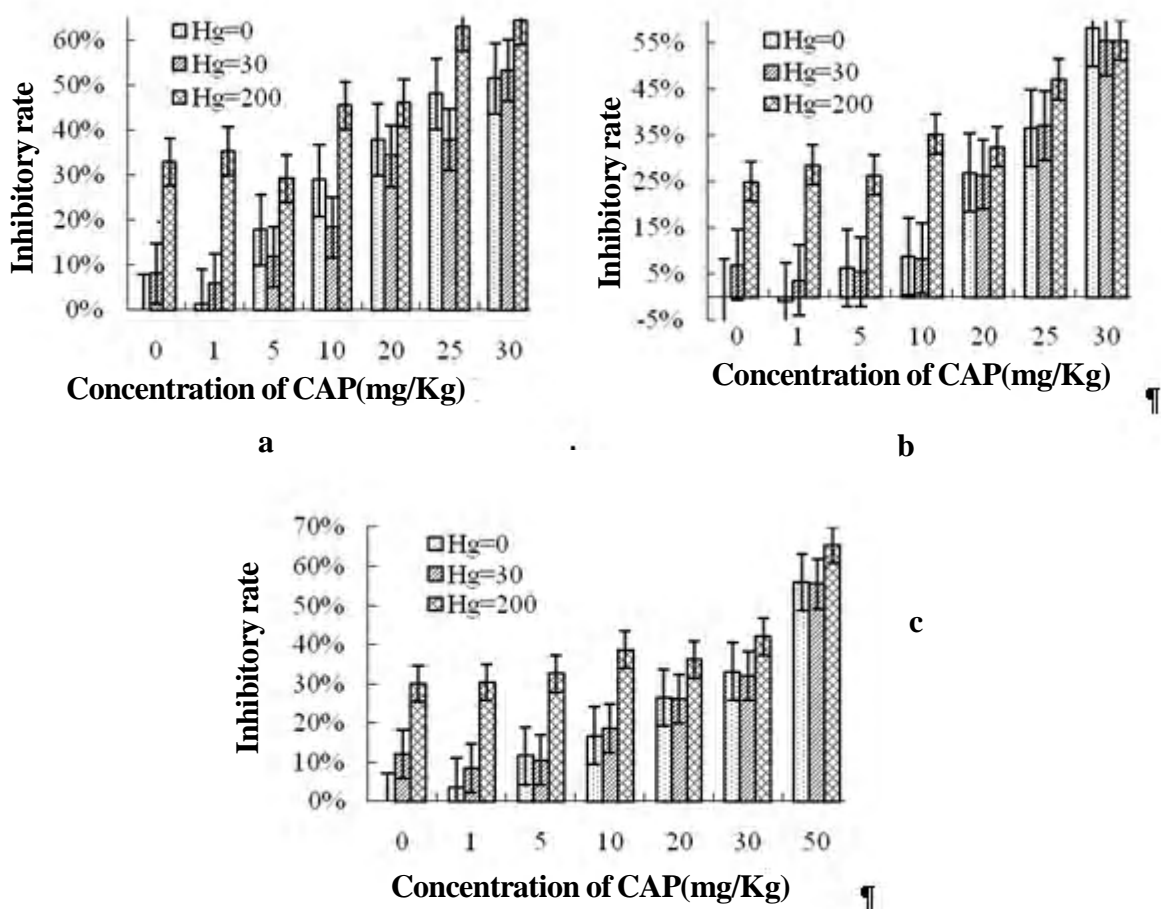 Inhibitory rate
60%
50%
40%
30%
20%
10%
0%
Hg=0
Hg=30
Hg=200
0 1 5 10 20 25 30
Concentration of CAP(mg/Kg)
a
Inhibitory rate
55%
45%
35%
25%
15%
5%
-5%
Hg=0
Hg=30
Hg=200
0 1 5 10 20 25 30
Concentration of CAP(mg/Kg)
¶
b
.
Inhibitory rate
70%
60%
50%
40%
30%
20%
10%
0%
Hg=0
Hg=30
Hg=200
0 1 5 10 20 30 50
Concentration of CAP(mg/Kg)
¶
c